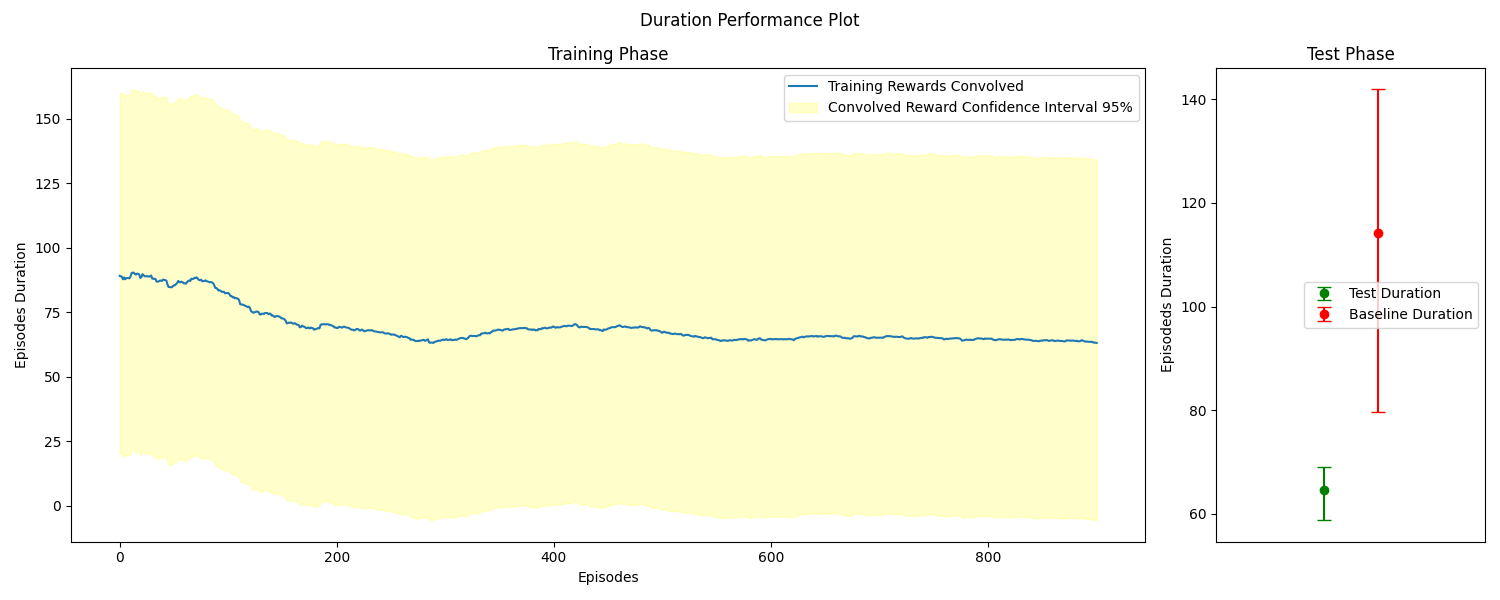 Duration Performance Plot
Training Phase
Training Rewards Convolved
Convolved Reward Confidence Interval 95%
Episodes Duration
150
125
100
75
50
25
0
0
200
400
600
800
Episodes
Test Phase
Test Duration
Baseline Duration
Episodeds Duration
140
120
100
80
60